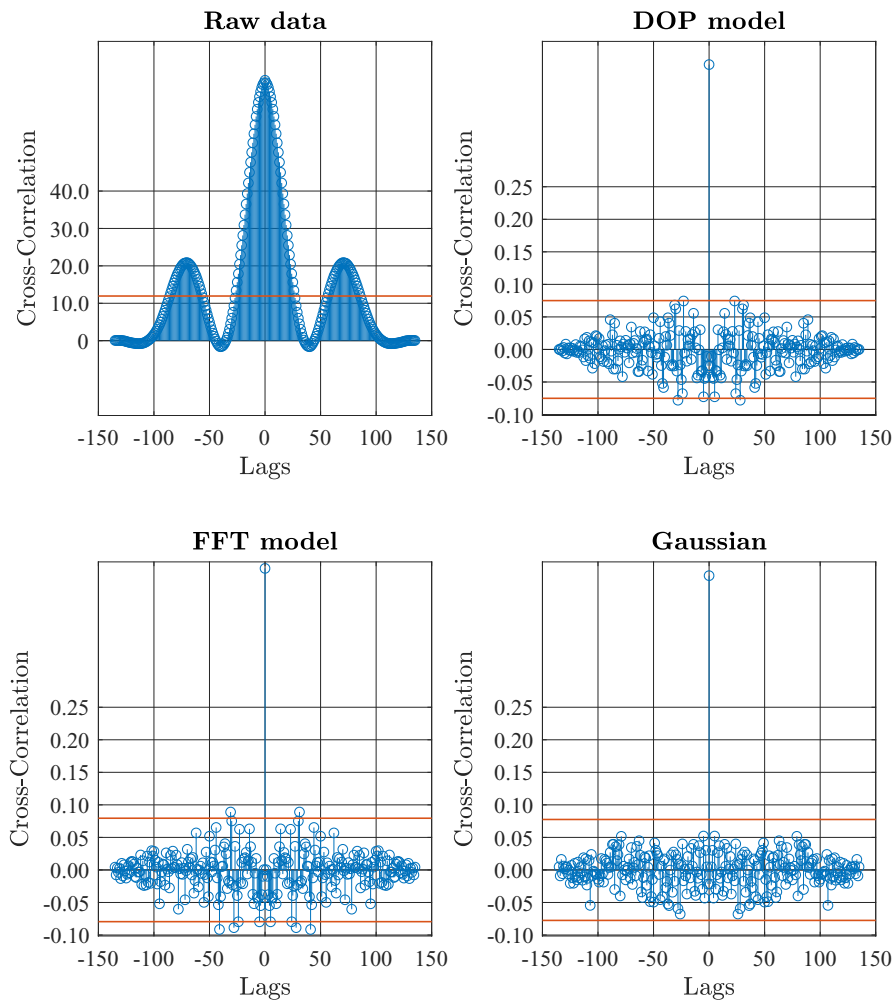 Raw data
Cross-Correlation
40.0
30.0
20.0
10.0
0
-150 -100 -50 0 50 100 150
Lags
DOP model
Cross-Correlation
0.25
0.20
0.15
0.10
0.05
0.00
-0.05
-0.10
-150 -100 -50 0 50 100 150
Lags
FFT model
Cross-Correlation
0.25
0.20
0.15
0.10
0.05
0.00
-0.05
-0.10
-150 -100 -50 0 50 100 150
Lags
Gaussian
Cross-Correlation
0.25
0.20
0.15
0.10
0.05
0.00
-0.05
-0.10
-150 -100 -50 0 50 100 150
Lags